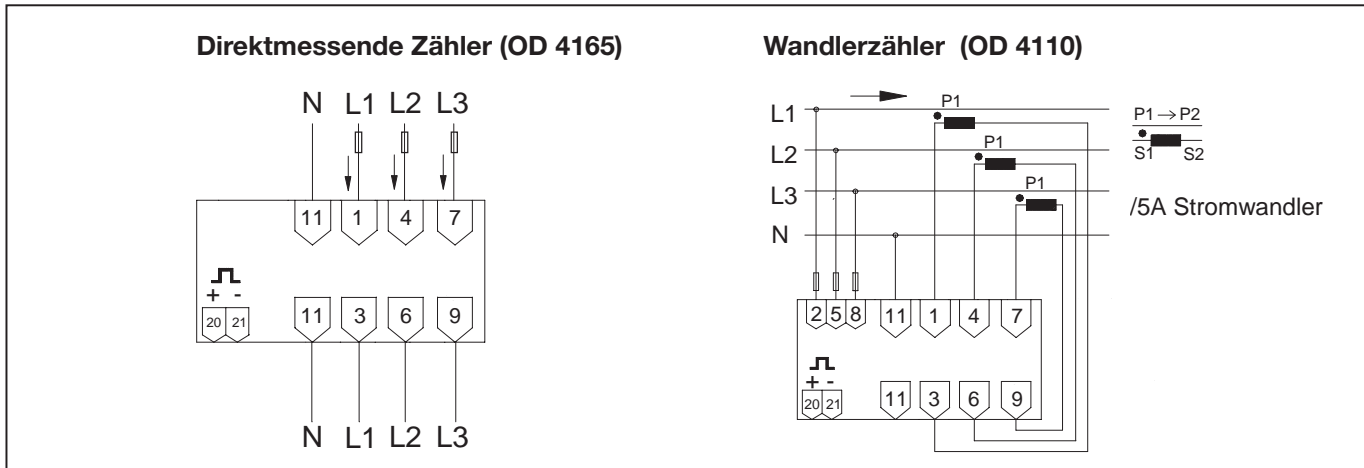 Direktmessende Zähler (OD 4165)
N L1 L2 L3
11 1 4 7
+ -
20 21 11 3 6 9
N L1 L2 L3
Wandlerzähler (OD 4110)
L1 P1
L2 P1
L3 P1
N
P1 → P2
S1 S2
/5A Stromwandler
2 5 8 11 1 4 7
+ -
20 21 11 3 6 9